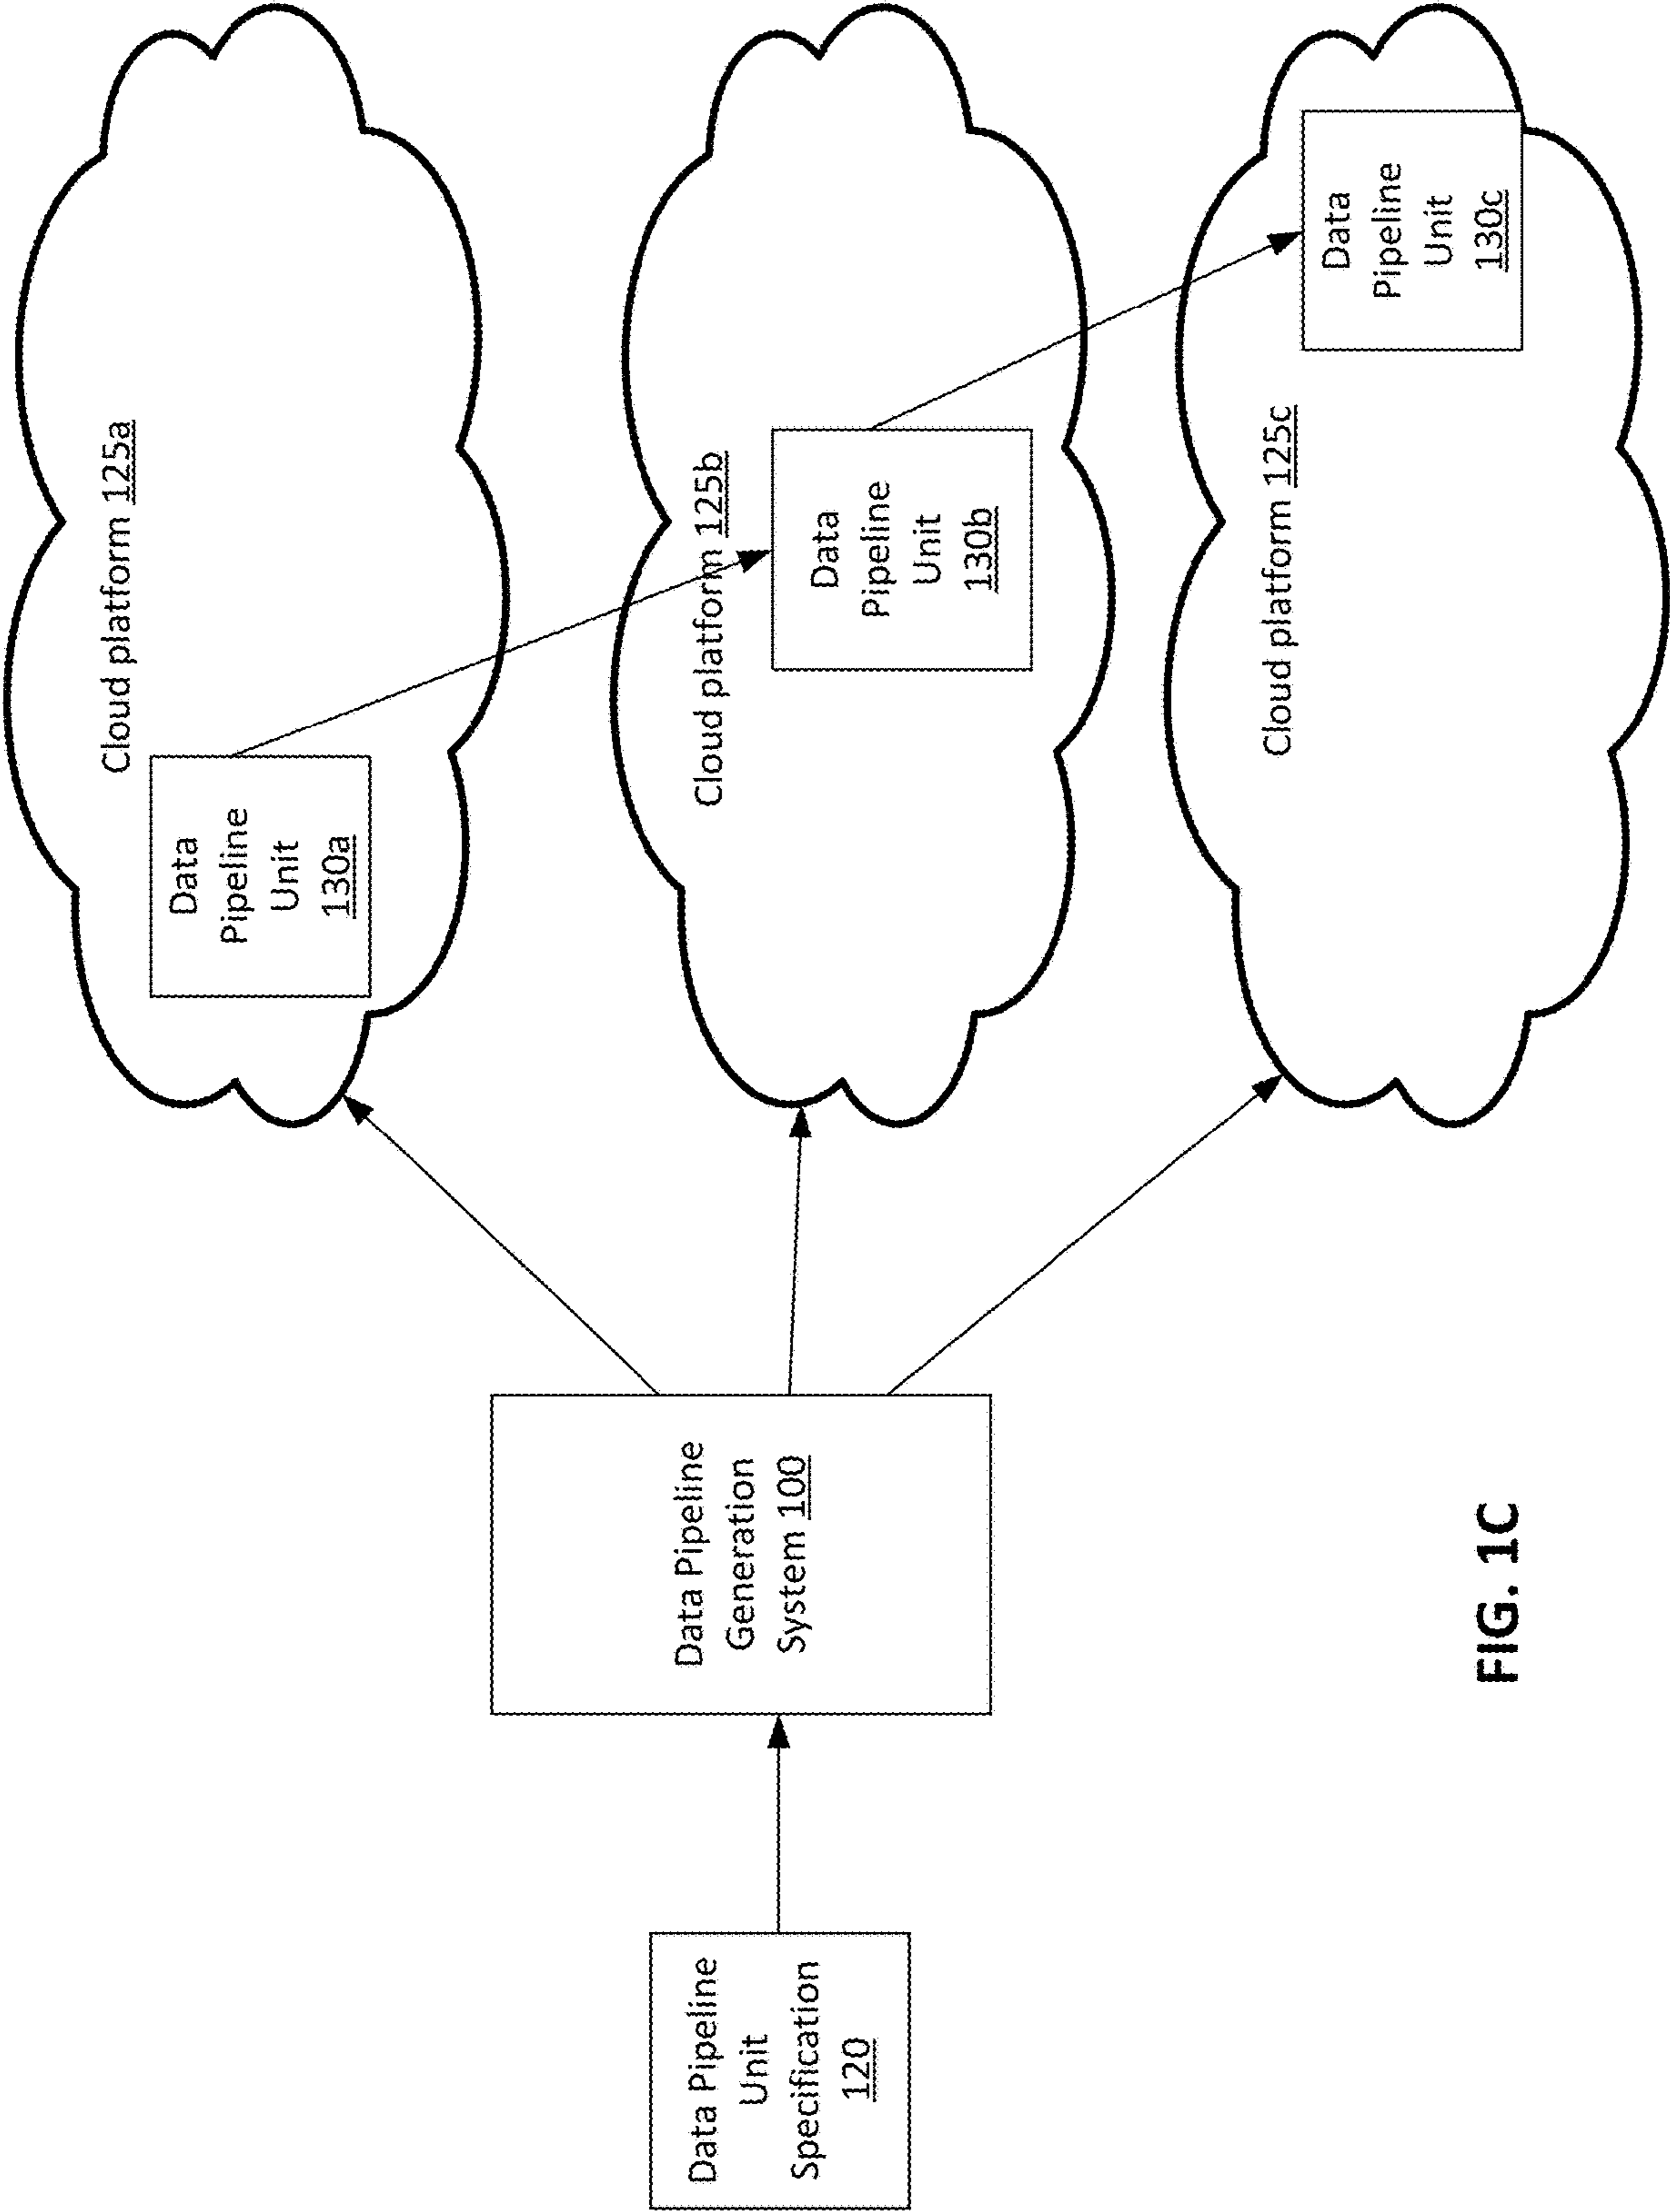 Cloud platform 125a
Data
Pipeline
Unit
130a
Cloud platform 125b
Data
Pipeline
Unit
130b
Cloud platform 125c
Data
Pipeline
Unit
130c
Data Pipeline
Generation
System 100
Data Pipeline
Unit
Specification
120
FIG. 1C